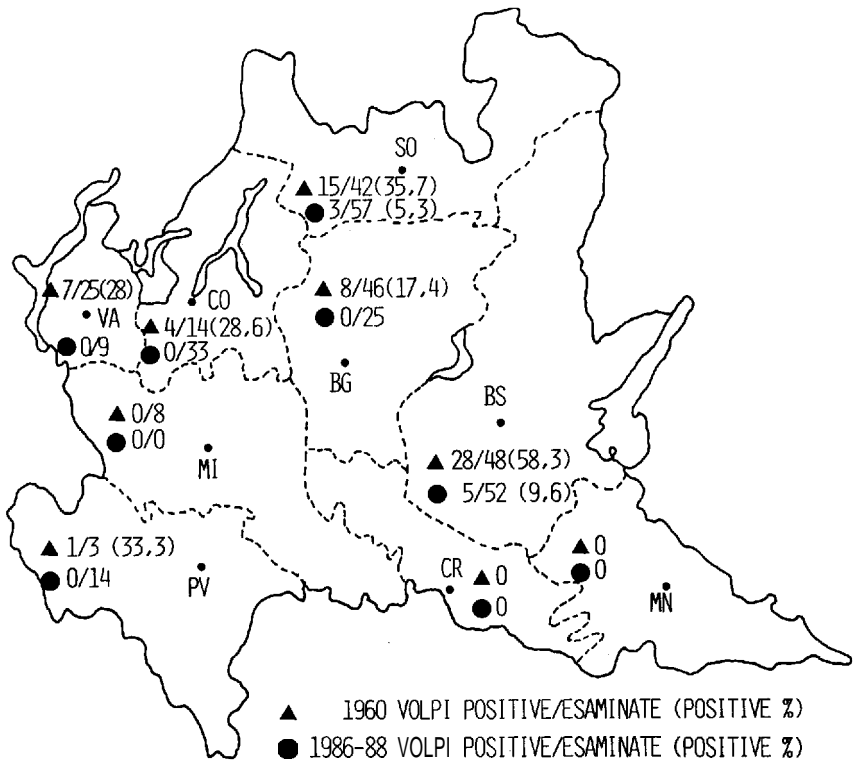 SO
▲ 15/42(35,7)
● 3/57 (5,3)
▲ 7/25(28)
VA
● 0/9
CO
▲ 4/14(28,6)
● 0/33
▲ 8/46(17,4)
● 0/25
BG
▲ 0/8
● 0/0
MI
BS
▲ 28/48(58,3)
● 5/52 (9,6)
▲ 1/3 (33,3)
● 0/14
PV
CR
▲ 0
● 0
▲ 0
● 0
MN
▲ 1960 VOLPI POSITIVE/ESAMINATE (POSITIVE %)
● 1986-88 VOLPI POSITIVE/ESAMINATE (POSITIVE %)